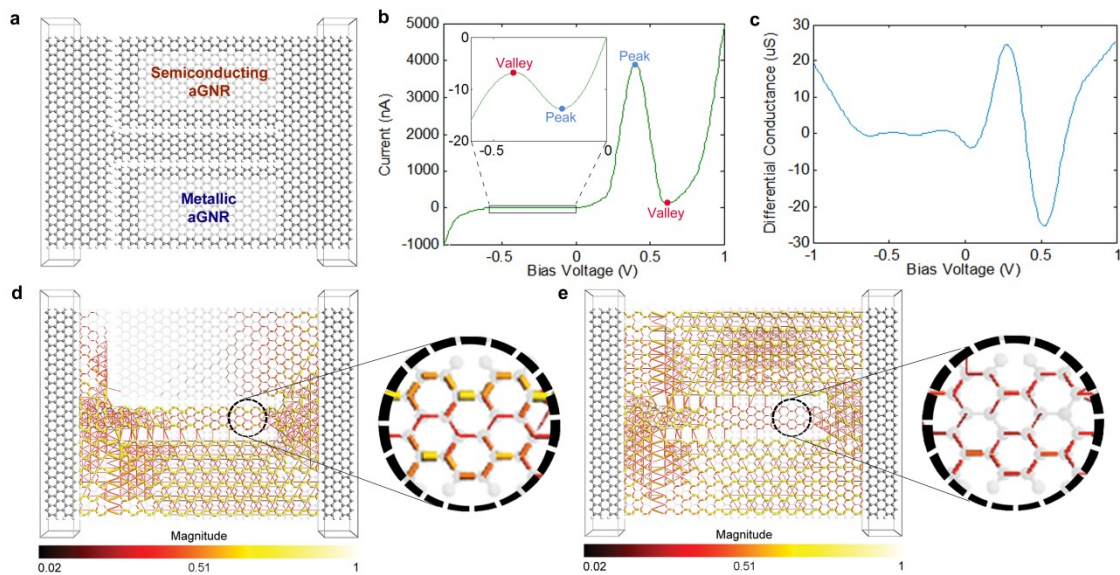 a
Semiconducting
aGNR
Metallic
aGNR
b
5000
4000
3000
2000
1000
0
-1000
Current (nA)
-0.5
0
0.5
1
Bias Voltage (V)
Peak
Valley
0
-10
-20
-0.5
0
Valley
Peak
c
30
20
10
0
-10
-20
-30
Differential Conductance (uS)
-1
-0.5
0
0.5
1
Bias Voltage (V)
d
Magnitude
0.02
0.51
1
e
Magnitude
0.02
0.51
1